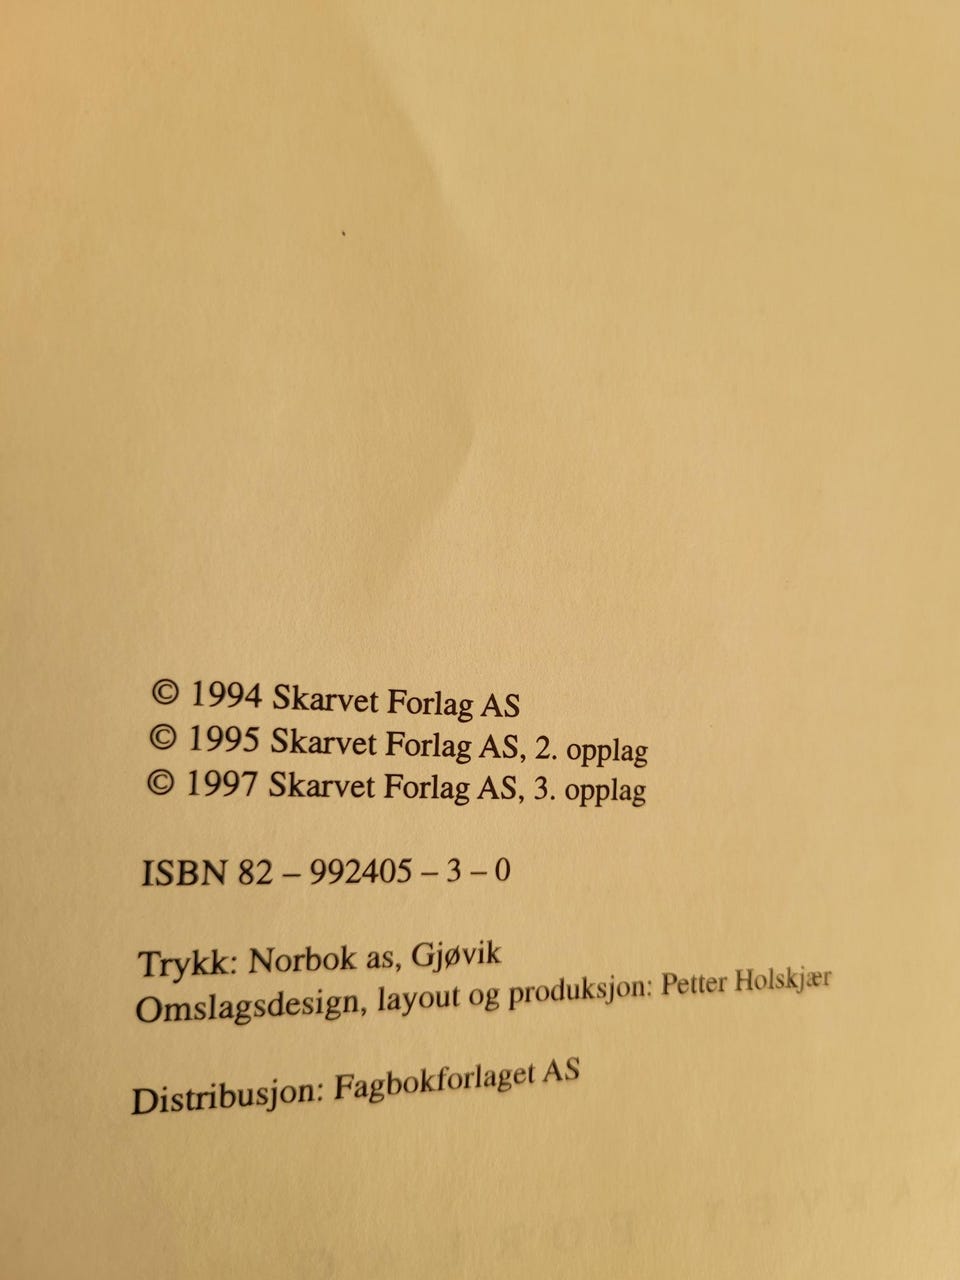 © 1994 Skarvet Forlag AS
© 1995 Skarvet Forlag AS, 2. opplag
© 1997 Skarvet Forlag AS, 3. opplag
ISBN 82 – 992405 – 3 – 0
Trykk: Norbok as, Gjøvik
Omslagsdesign, layout og produksjon: Petter Holskjær
Distribusjon: Fagbokforlaget AS